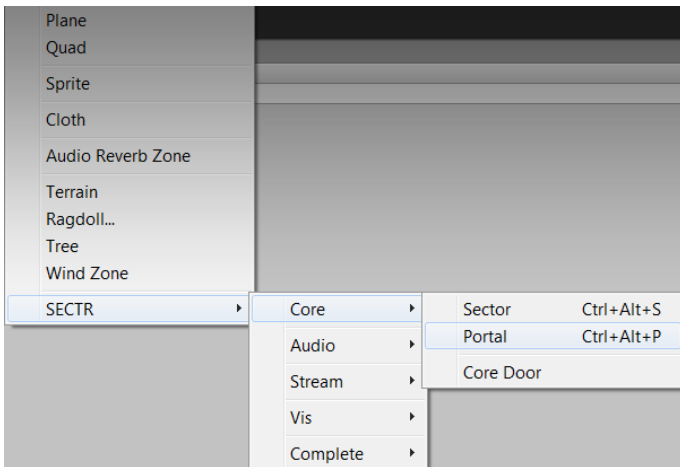 Plane
Quad
Sprite
Cloth
Audio Reverb Zone
Terrain
Ragdoll...
Tree
Wind Zone
SECTR
Core
Audio
Stream
Vis
Complete
Sector Ctrl+Alt+S
Portal Ctrl+Alt+P
Core Door